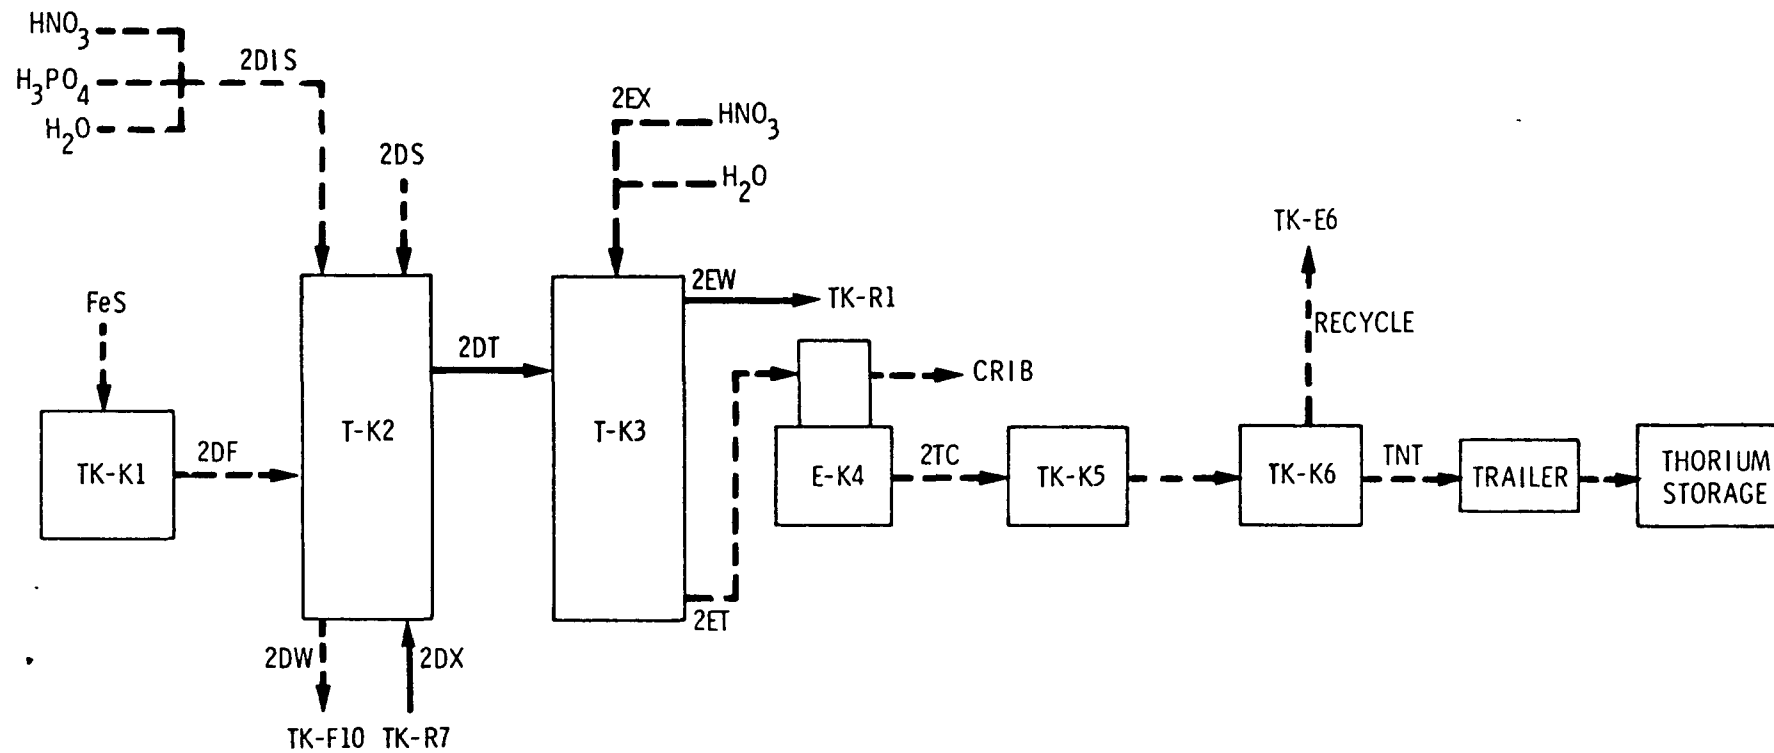 HNO3
H3PO4
H2O
2DIS
2DS
2EX
HNO3
H2O
FeS
TK-K1
2DF
T-K2
2DT
T-K3
2EW
TK-R1
CRIB
2ET
E-K4
2TC
TK-K5
TK-K6
TK-E6
RECYCLE
TNT
TRAILER
THORIUM
STORAGE
2DW
2DX
TK-F10
TK-R7